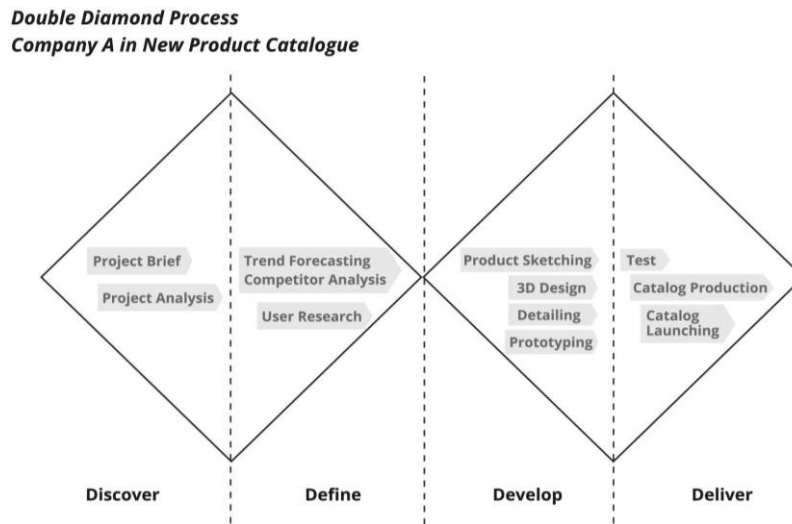 Double Diamond Process
Company A in New Product Catalogue
Project Brief
Project Analysis
Trend Forecasting
Competitor Analysis
User Research
Product Sketching
3D Design
Detailing
Prototyping
Test
Catalog Production
Catalog
Launching
Discover
Define
Develop
Deliver